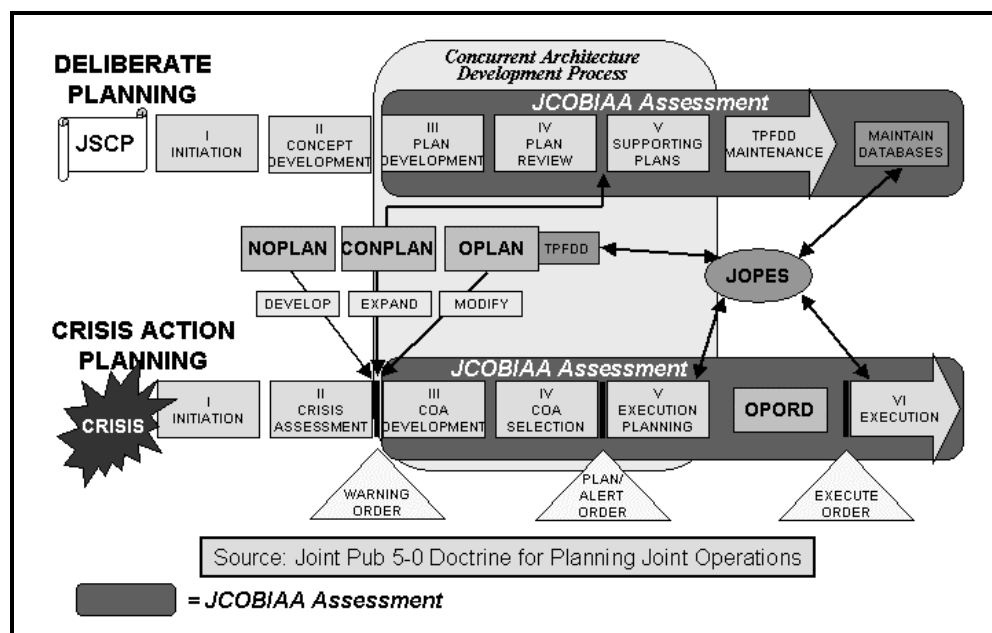 Concurrent Architecture
Development Process
DELIBERATE
PLANNING
JCOBIAA Assessment
JSCP
I
INITIATION
II
CONCEPT
DEVELOPMENT
III
PLAN
DEVELOPMENT
IV
PLAN
REVIEW
V
SUPPORTING
PLANS
TPFDD
MAINTENANCE
MAINTAIN
DATABASES
NOPLAN
CONPLAN
OPLAN
TPFDD
JOPES
DEVELOP
EXPAND
MODIFY
CRISIS ACTION
PLANNING
JCOBIAA Assessment
CRISIS
I
INITIATION
II
CRISIS
ASSESSMENT
III
COA
DEVELOPMENT
IV
COA
SELECTION
V
EXECUTION
PLANNING
OPORD
VI
EXECUTION
WARNING
ORDER
PLAN/
ALERT
ORDER
EXECUTE
ORDER
Source: Joint Pub 5-0 Doctrine for Planning Joint Operations
= JCOBIAA Assessment